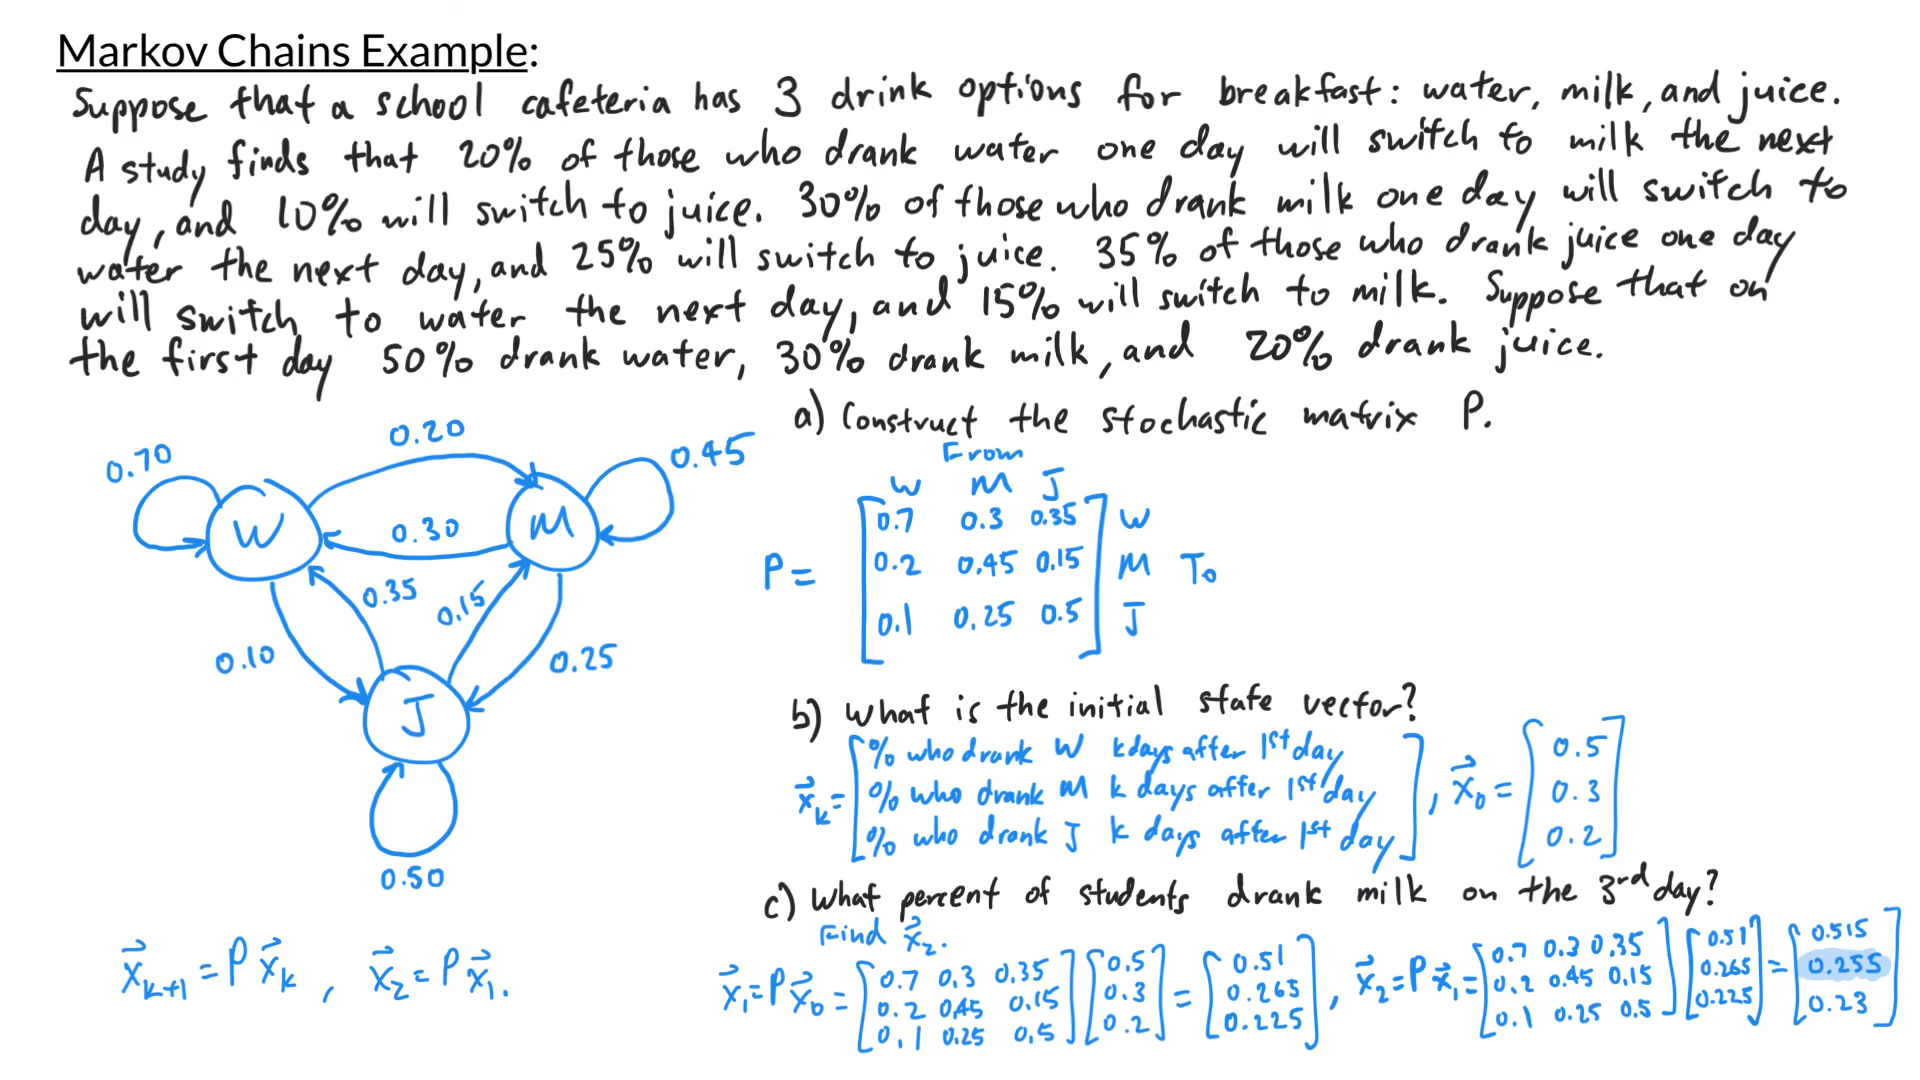 Markov Chains Example:
Suppose that a school cafeteria has 3 drink options for breakfast: water, milk, and juice.
A study finds that 20% of those who drank water one day will switch to milk the next
day, and 10% will switch to juice. 30% of those who drank milk one day will switch to
water the next day, and 25% will switch to juice. 35% of those who drank juice one day
will switch to water the next day, and 15% will switch to milk. Suppose that on
the first day 50% drank water, 30% drank milk, and 20% drank juice.
0.70
0.20
0.45
W
0.30
M
0.35
0.15
0.10
0.25
J
0.50
x⃗k+1 = P x⃗k , x⃗2 = P x⃗1.
a) Construct the stochastic matrix P.
From
W M J
0.7 0.3 0.35 W
P = 0.2 0.45 0.15 M To
0.1 0.25 0.5 J
b) What is the initial state vector?
% who drank W k days after 1st day
x⃗k = % who drank M k days after 1st day , x⃗0 = [0.5 0.3 0.2]
% who drank J k days after 1st day
c) What percent of students drank milk on the 3rd day?
Find x⃗2.
x⃗1 = P x⃗0 = [0.7 0.3 0.35
0.2 0.45 0.15
0.1 0.25 0.5] [0.5 0.3 0.2] = [0.51 0.265 0.225] ,
x⃗2 = P x⃗1 = [0.7 0.3 0.35
0.2 0.45 0.15
0.1 0.25 0.5] [0.51 0.265 0.225] = [0.515 0.255 0.23]